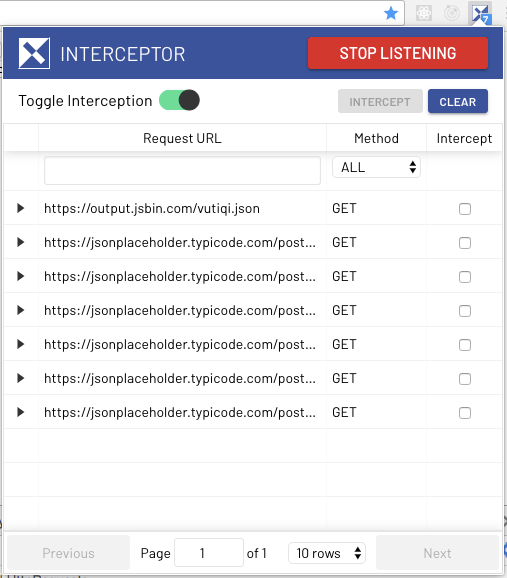 7
INTERCEPTOR
STOP LISTENING
Toggle Interception
INTERCEPT
CLEAR
Request URL Method Intercept
ALL
https://output.jsbin.com/vutiqi.json GET
https://jsonplaceholder.typicode.com/post... GET
https://jsonplaceholder.typicode.com/post... GET
https://jsonplaceholder.typicode.com/post... GET
https://jsonplaceholder.typicode.com/post... GET
https://jsonplaceholder.typicode.com/post... GET
https://jsonplaceholder.typicode.com/post... GET
Previous Page 1 of 1 10 rows Next